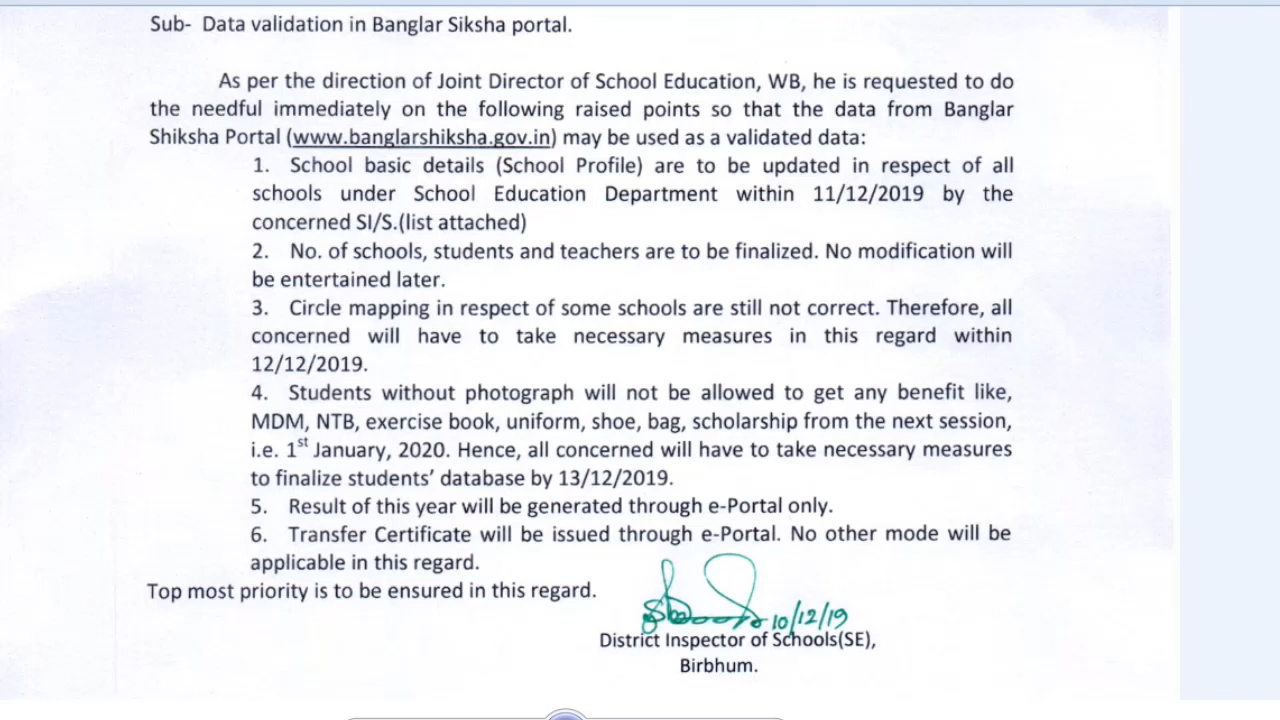 Sub-  Data validation in Banglar Siksha portal.
As per the direction of Joint Director of School Education, WB, he is requested to do
the needful immediately on the following raised points so that the data from Banglar
Shiksha Portal (www.banglarshiksha.gov.in) may be used as a validated data:
1. School basic details (School Profile) are to be updated in respect of all
schools under School Education Department within 11/12/2019 by the
concerned SI/S.(list attached)
2. No. of schools, students and teachers are to be finalized. No modification will
be entertained later.
3. Circle mapping in respect of some schools are still not correct. Therefore, all
concerned will have to take necessary measures in this regard within
12/12/2019.
4. Students without photograph will not be allowed to get any benefit like,
MDM, NTB, exercise book, uniform, shoe, bag, scholarship from the next session,
i.e. 1st January, 2020. Hence, all concerned will have to take necessary measures
to finalize students' database by 13/12/2019.
5. Result of this year will be generated through e-Portal only.
6. Transfer Certificate will be issued through e-Portal. No other mode will be
applicable in this regard.
Top most priority is to be ensured in this regard.
10/12/19
District Inspector of Schools(SE),
Birbhum.